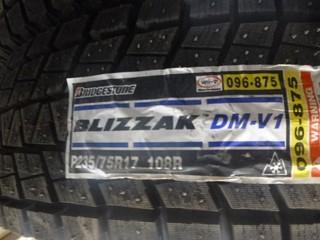 BRIDGESTONE
096-875
BLIZZAK DM-V1
P235/75R17 108R
096-875
WARNING